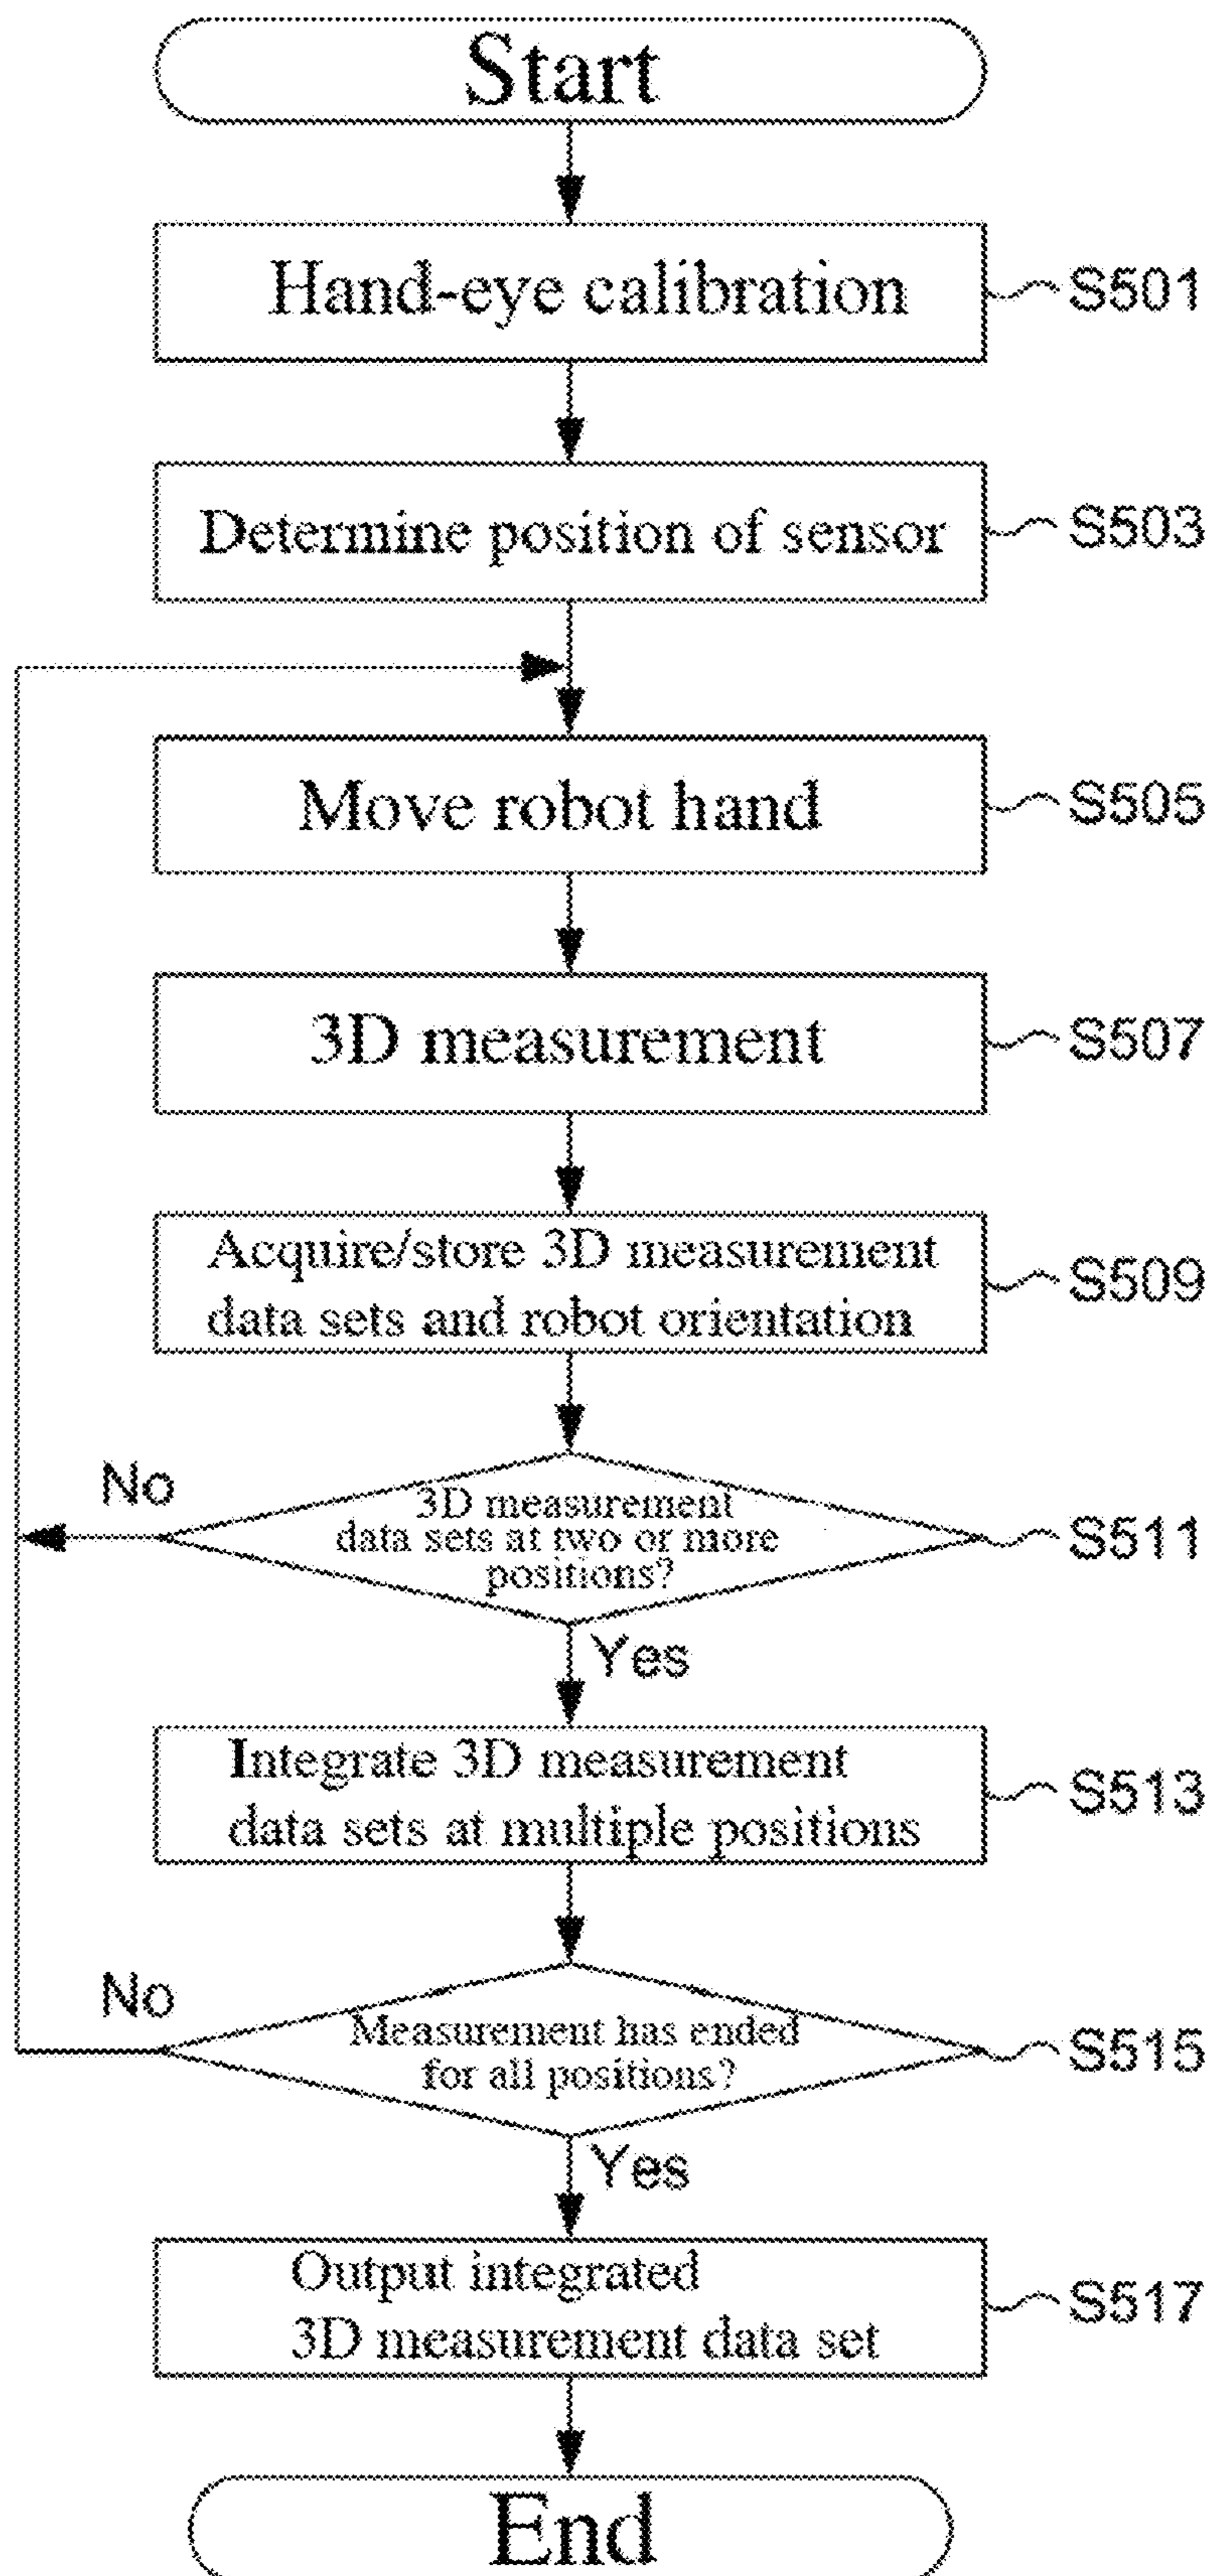 Start
Hand-eye calibration
S501
Determine position of sensor
S503
Move robot hand
S505
3D measurement
S507
Acquire/store 3D measurement
data sets and robot orientation
S509
No
3D measurement
data sets at two or more
positions?
S511
Yes
Integrate 3D measurement
data sets at multiple positions
S513
No
Measurement has ended
for all positions?
S515
Yes
Output integrated
3D measurement data set
S517
End